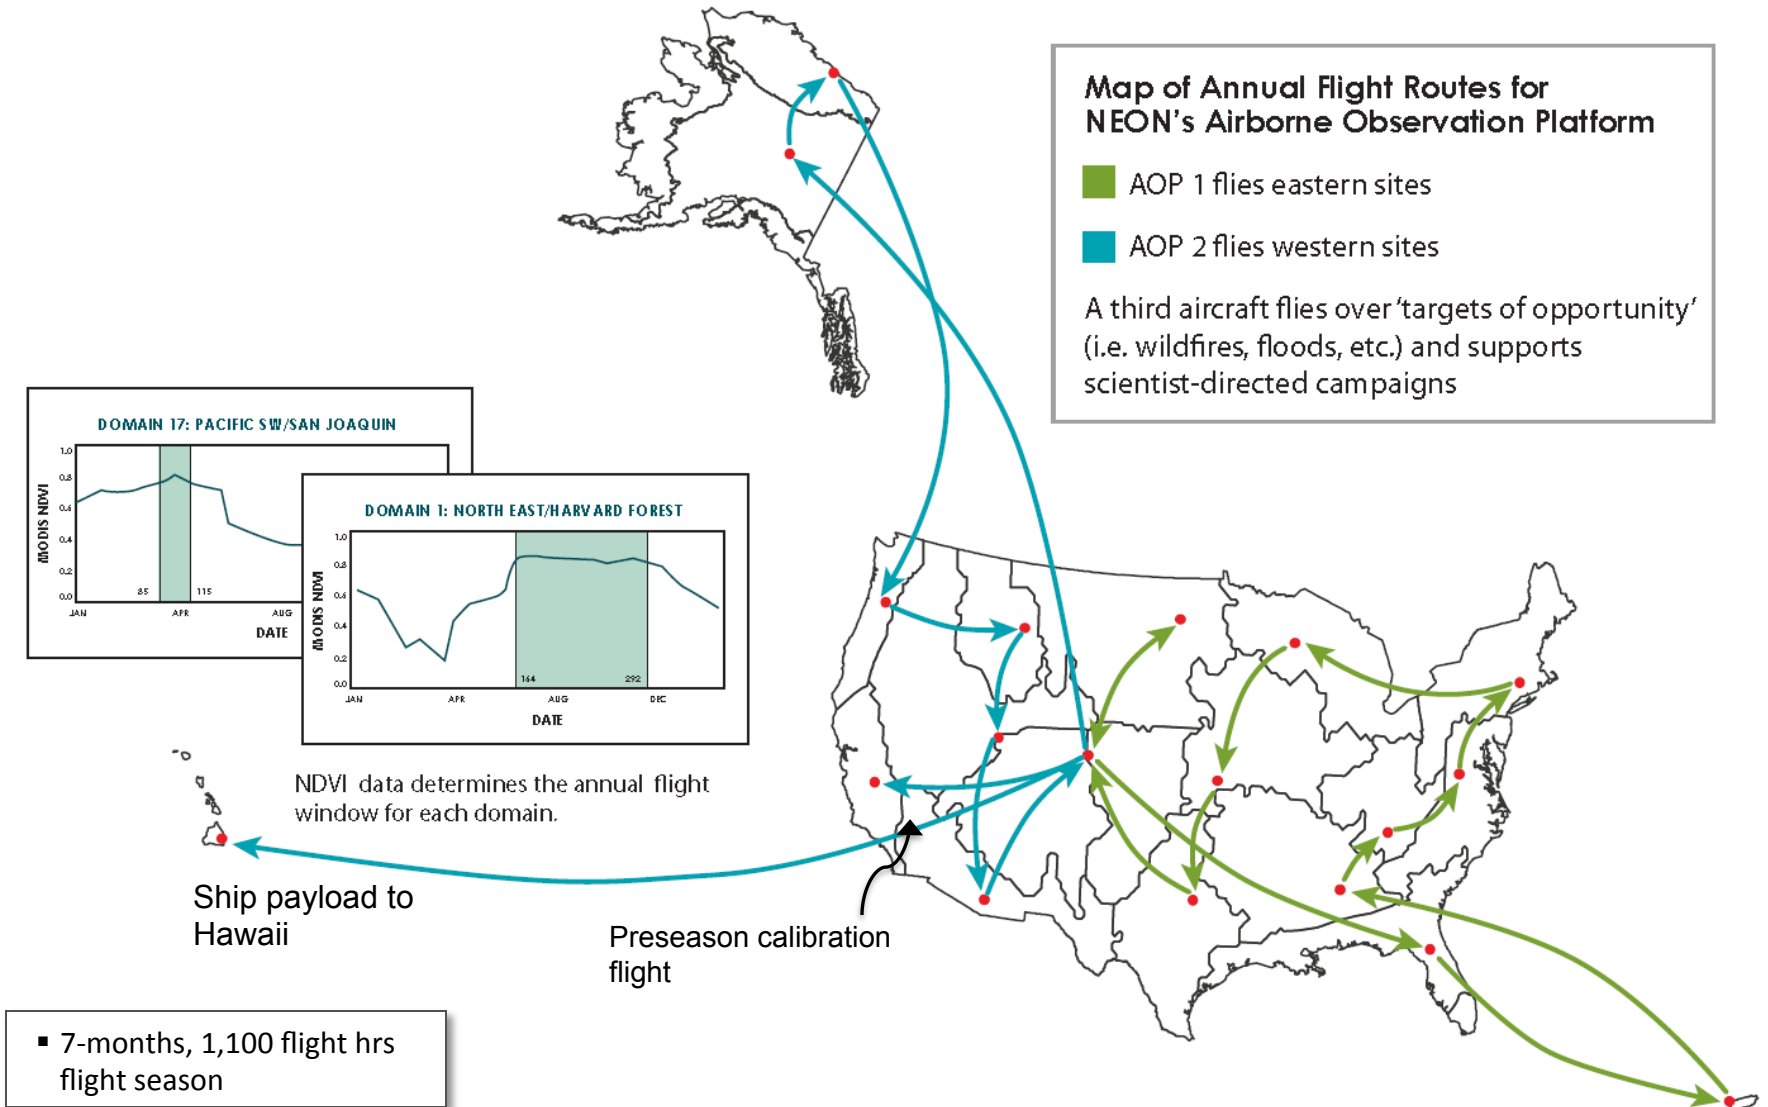 Map of Annual Flight Routes for
NEON's Airborne Observation Platform
AOP 1 flies eastern sites
AOP 2 flies western sites
A third aircraft flies over 'targets of opportunity'
(i.e. wildfires, floods, etc.) and supports
scientist-directed campaigns
DOMAIN 17: PACIFIC SW/SAN JOAQUIN
MODIS NDVI
1.0
0.8
0.6
0.4
0.2
0.0
85
115
JAN
APR
AUG
DATE
DOMAIN 1: NORTH EAST/HARVARD FOREST
MODIS NDVI
1.0
0.8
0.6
0.4
0.2
0.0
164
292
JAN
APR
AUG
DEC
DATE
NDVI data determines the annual flight
window for each domain.
Ship payload to
Hawaii
Preseason calibration
flight
▪ 7-months, 1,100 flight hrs
flight season